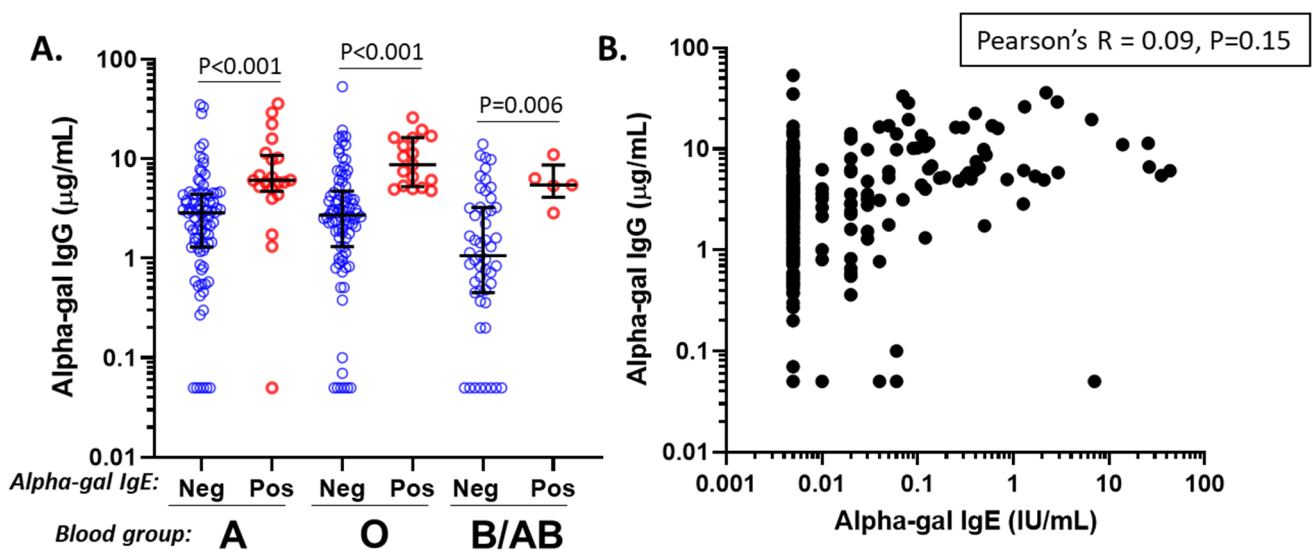 A.
Alpha-gal IgG (µg/mL)
100
10
1
0.1
0.01
P<0.001
P<0.001
P=0.006
Alpha-gal IgE: Neg Pos Neg Pos Neg Pos
Blood group: A O B/AB
B.
Pearson's R = 0.09, P=0.15
Alpha-gal IgG (µg/mL)
100
10
1
0.1
0.01
0.001 0.01 0.1 1 10 100
Alpha-gal IgE (IU/mL)